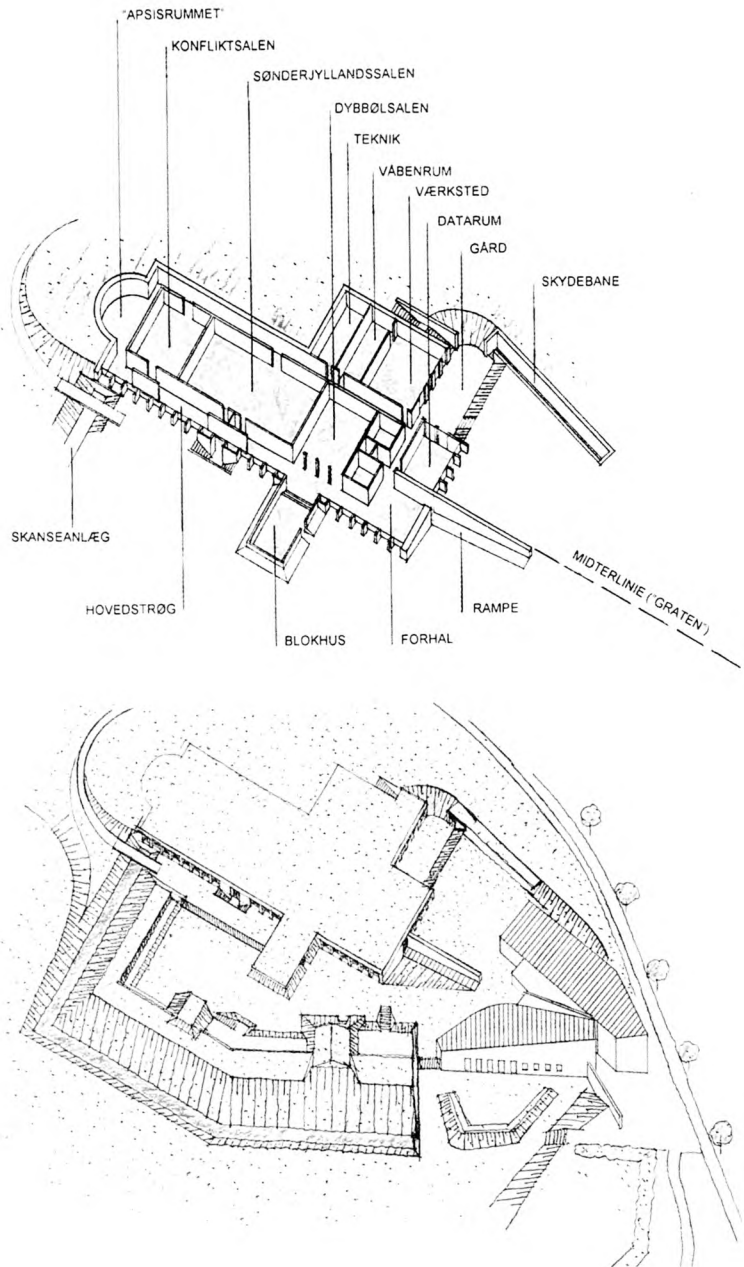 "APSISRUMMET"
KONFLIKTSALEN
SØNDERJYLLANDSSALEN
DYBBØLSALEN
TEKNIK
VÅBENRUM
VÆRKSTED
DATARUM
GÅRD
SKYDEBANE
SKANSEANLÆG
HOVEDSTRØG
BLOKHUS
FORHAL
RAMPE
MIDTERLINIE ("GRATEN")